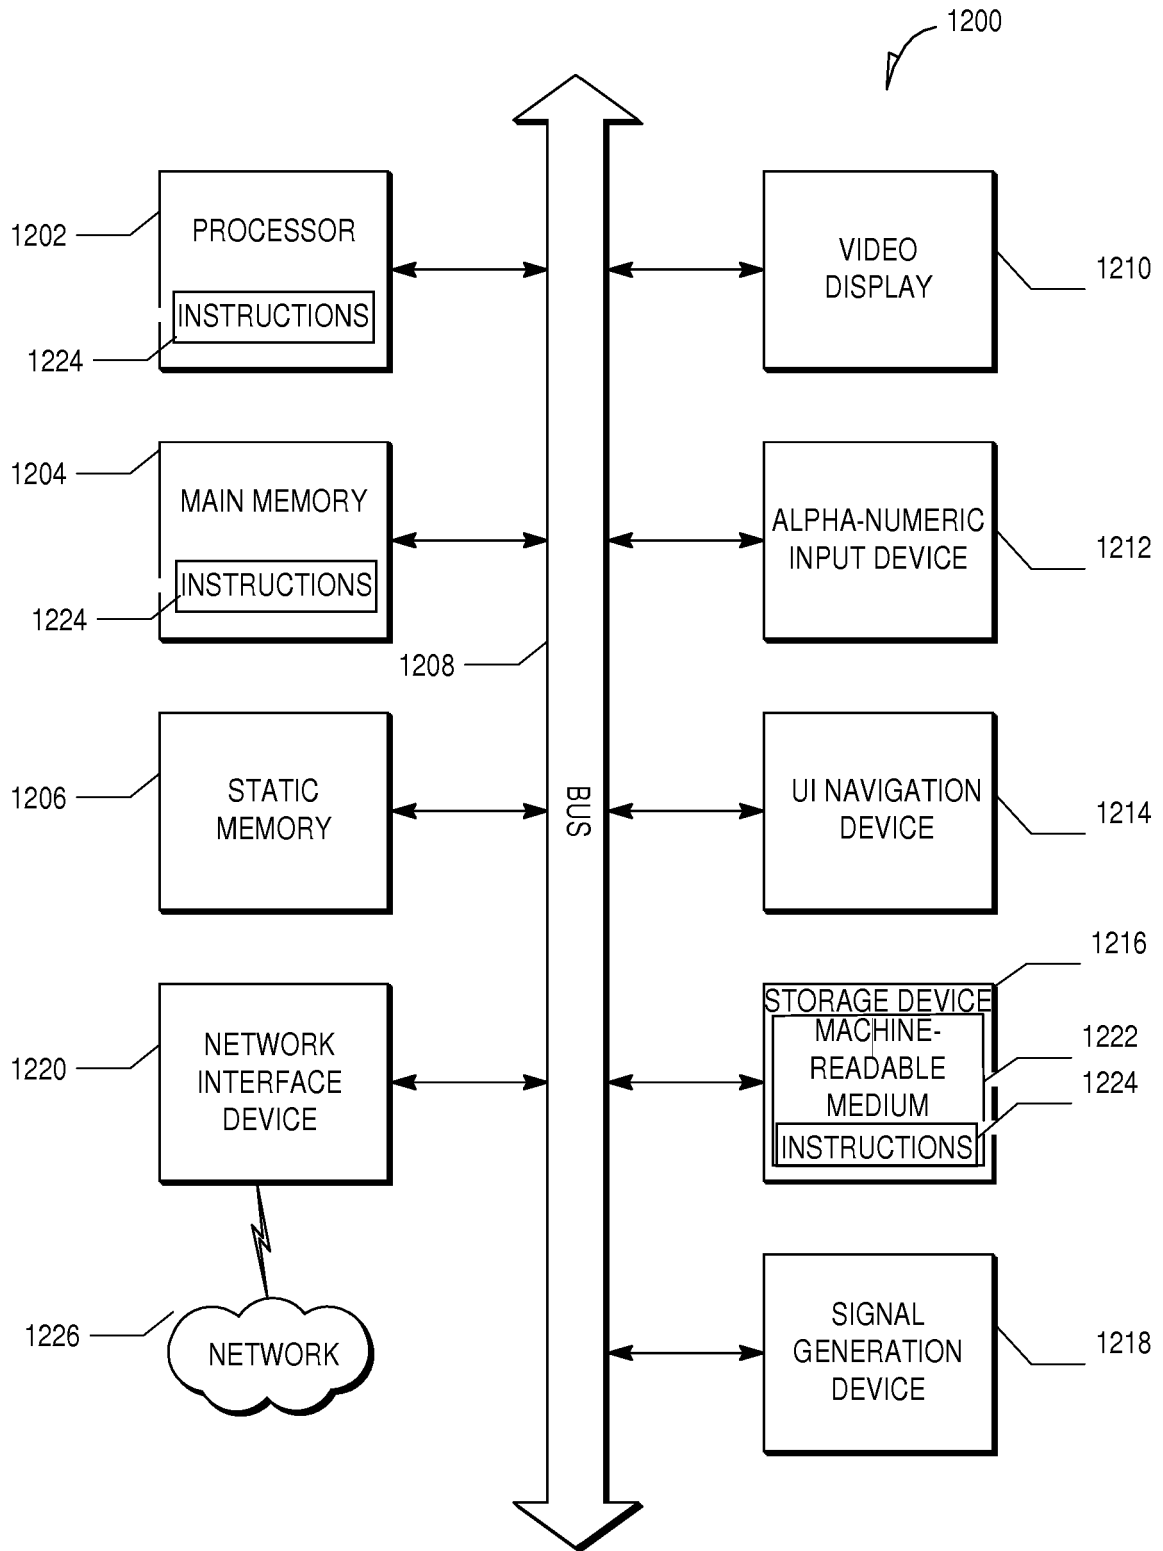 1200
1202
PROCESSOR
INSTRUCTIONS
1224
VIDEO
DISPLAY
1210
1204
MAIN MEMORY
INSTRUCTIONS
1224
ALPHA-NUMERIC
INPUT DEVICE
1212
1208
BUS
1206
STATIC
MEMORY
UI NAVIGATION
DEVICE
1214
1220
NETWORK
INTERFACE
DEVICE
1216
STORAGE DEVICE
MACHINE-
READABLE
MEDIUM
1222
1224
INSTRUCTIONS
1226
NETWORK
SIGNAL
GENERATION
DEVICE
1218